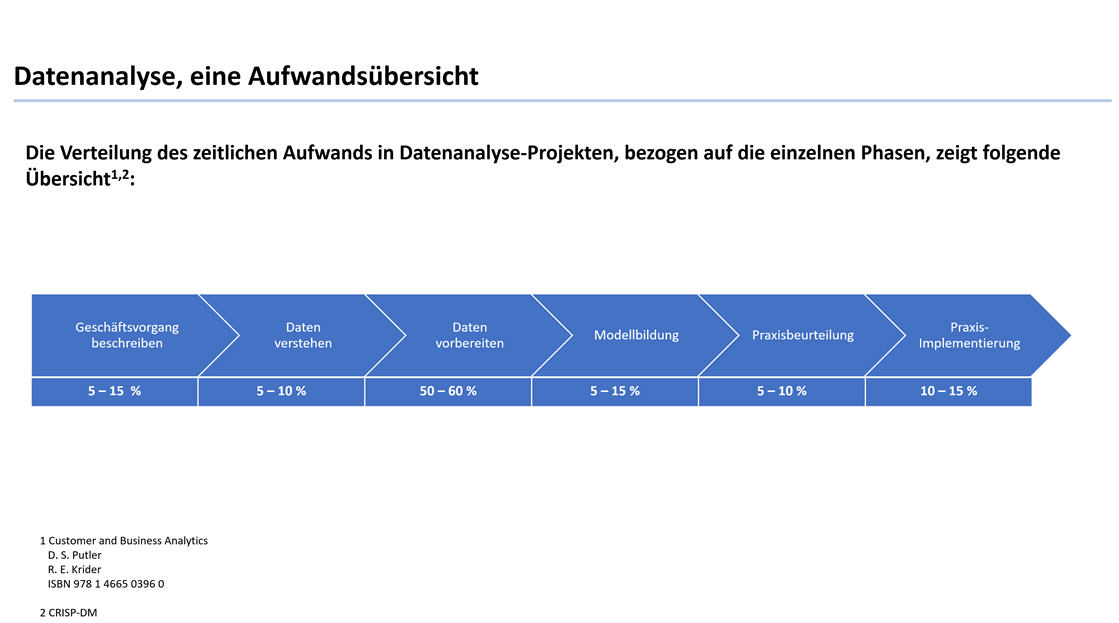 Datenanalyse, eine Aufwandsübersicht
Die Verteilung des zeitlichen Aufwands in Datenanalyse-Projekten, bezogen auf die einzelnen Phasen, zeigt folgende
Übersicht1,2:
Geschäftsvorgang
beschreiben
Daten
verstehen
Daten
vorbereiten
Modellbildung
Praxisbeurteilung
Praxis-
Implementierung
5 – 15 %
5 – 10 %
50 – 60 %
5 – 15 %
5 – 10 %
10 – 15 %
1 Customer and Business Analytics
D. S. Putler
R. E. Krider
ISBN 978 1 4665 0396 0
2 CRISP-DM